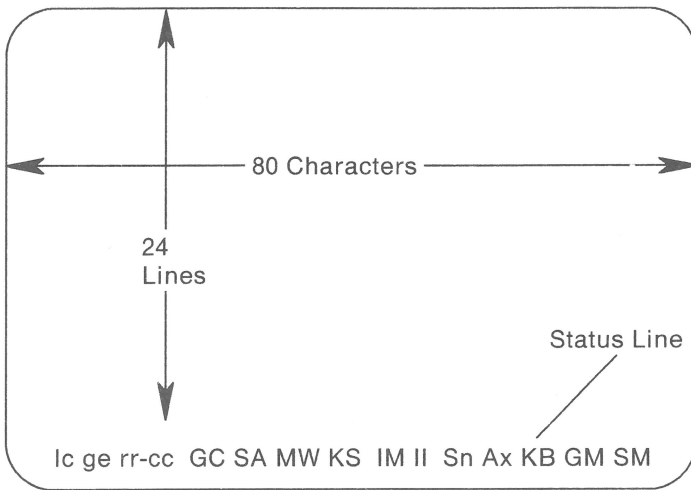 80 Characters
24
Lines
Status Line
Ic ge rr-cc GC SA MW KS IM II Sn Ax KB GM SM